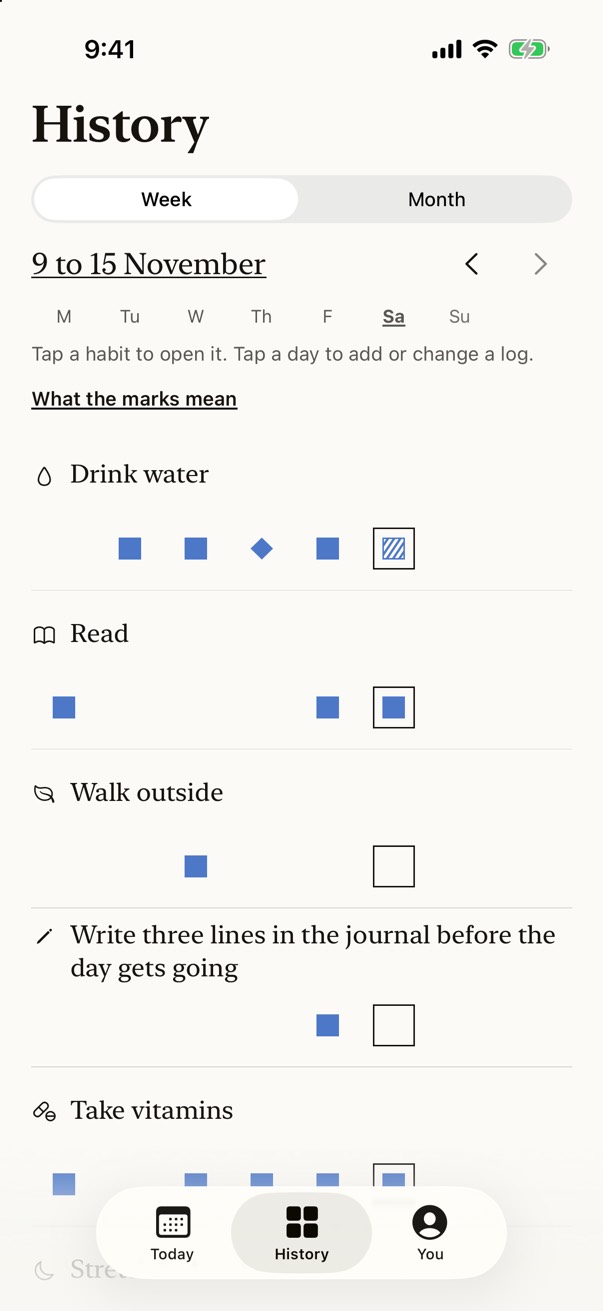 9:41
History
Week Month
9 to 15 November
M Tu W Th F Sa Su
Tap a habit to open it. Tap a day to add or change a log.
What the marks mean
Drink water
Read
Walk outside
Write three lines in the journal before the
day gets going
Take vitamins
Today History You